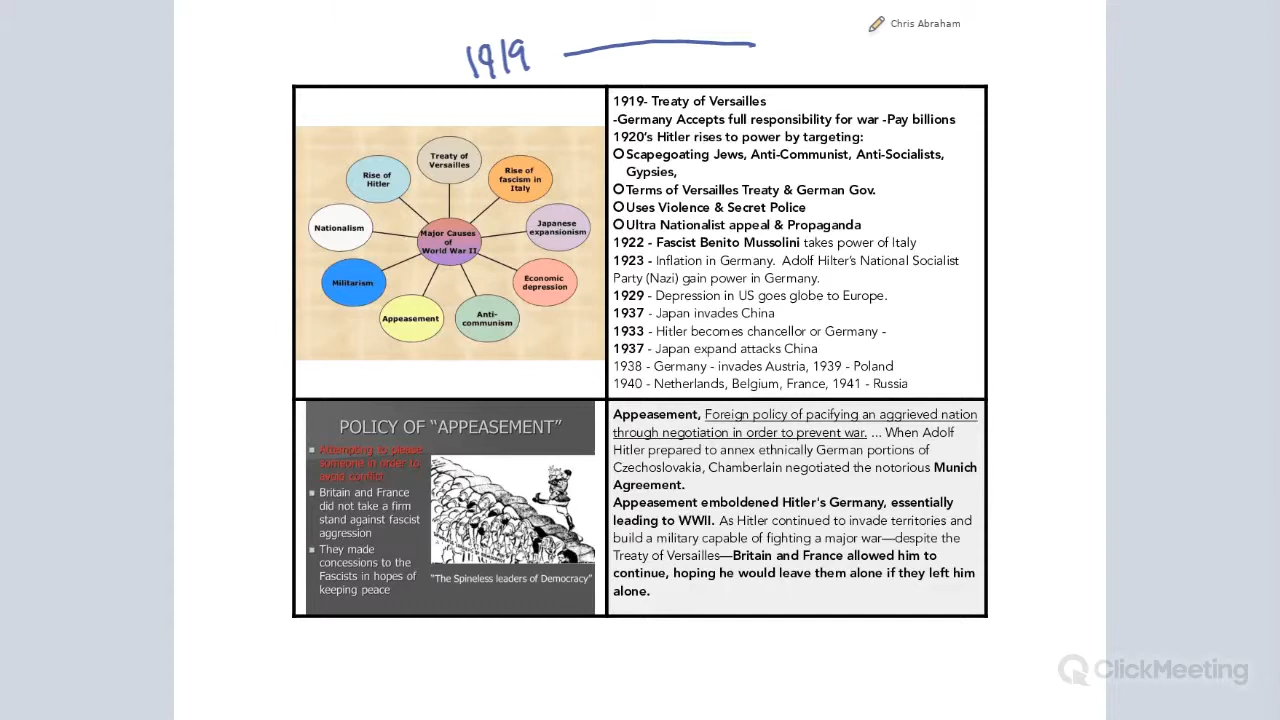 Chris Abraham
1919
Treaty of
Versailles
Rise of
Hitler
Rise of
fascism in
Italy
Nationalism
Japanese
expansionism
Major Causes
of
World War II
Militarism
Economic
depression
Appeasement
Anti-
communism
1919- Treaty of Versailles
-Germany Accepts full responsibility for war -Pay billions
1920's Hitler rises to power by targeting:
Scapegoating Jews, Anti-Communist, Anti-Socialists,
Gypsies,
Terms of Versailles Treaty & German Gov.
Uses Violence & Secret Police
Ultra Nationalist appeal & Propaganda
1922 - Fascist Benito Mussolini takes power of Italy
1923 - Inflation in Germany. Adolf Hilter's National Socialist
Party (Nazi) gain power in Germany.
1929 - Depression in US goes globe to Europe.
1937 - Japan invades China
1933 - Hitler becomes chancellor or Germany -
1937 - Japan expand attacks China
1938 - Germany - invades Austria, 1939 - Poland
1940 - Netherlands, Belgium, France, 1941 - Russia
POLICY OF "APPEASEMENT"
Attempting to please
someone in order to
avoid conflict
Britain and France
did not take a firm
stand against fascist
aggression
They made
concessions to the
Fascists in hopes of
keeping peace
"The Spineless leaders of Democracy"
Appeasement, Foreign policy of pacifying an aggrieved nation
through negotiation in order to prevent war. ... When Adolf
Hitler prepared to annex ethnically German portions of
Czechoslovakia, Chamberlain negotiated the notorious Munich
Agreement.
Appeasement emboldened Hitler's Germany, essentially
leading to WWII. As Hitler continued to invade territories and
build a military capable of fighting a major war—despite the
Treaty of Versailles—Britain and France allowed him to
continue, hoping he would leave them alone if they left him
alone.
ClickMeeting